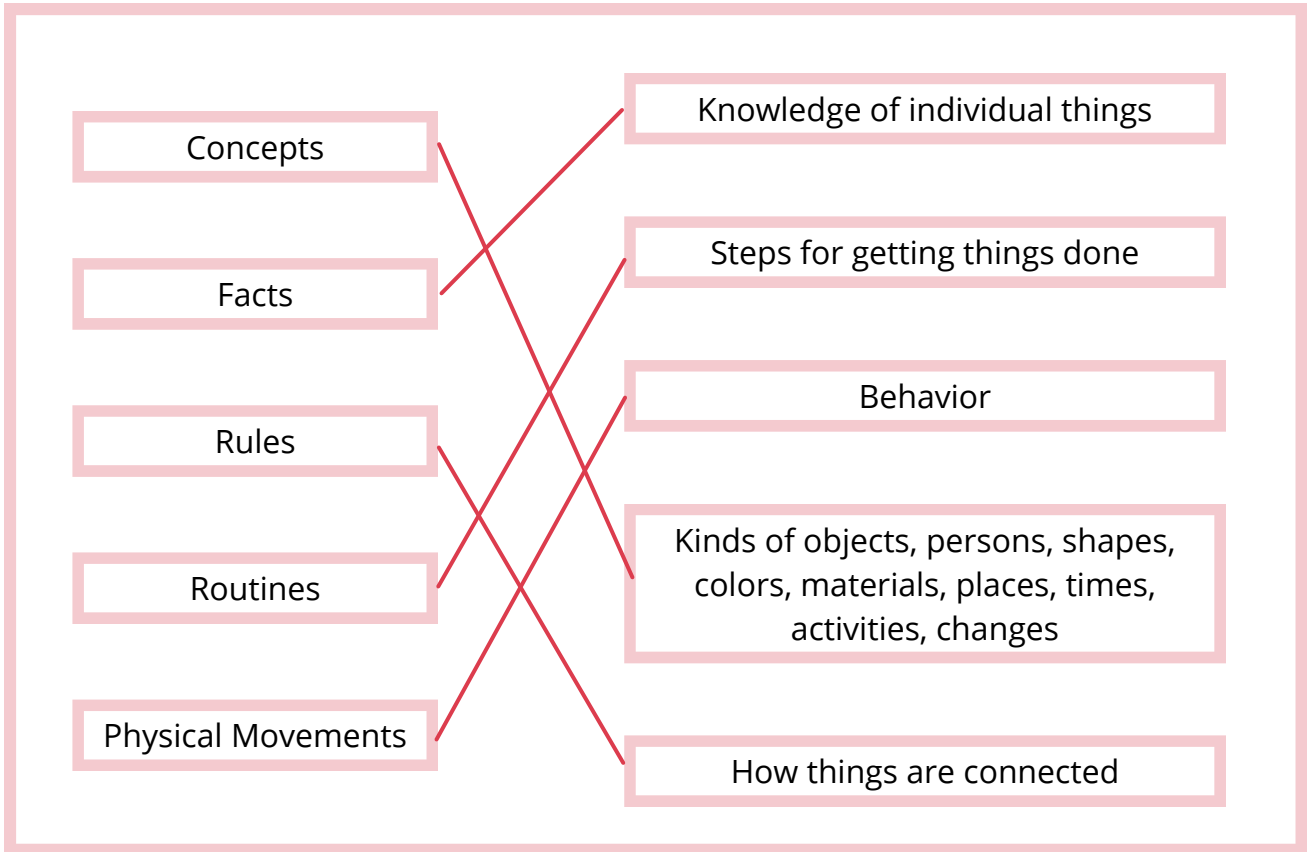 Concepts
Facts
Rules
Routines
Physical Movements
Knowledge of individual things
Steps for getting things done
Behavior
Kinds of objects, persons, shapes,
colors, materials, places, times,
activities, changes
How things are connected